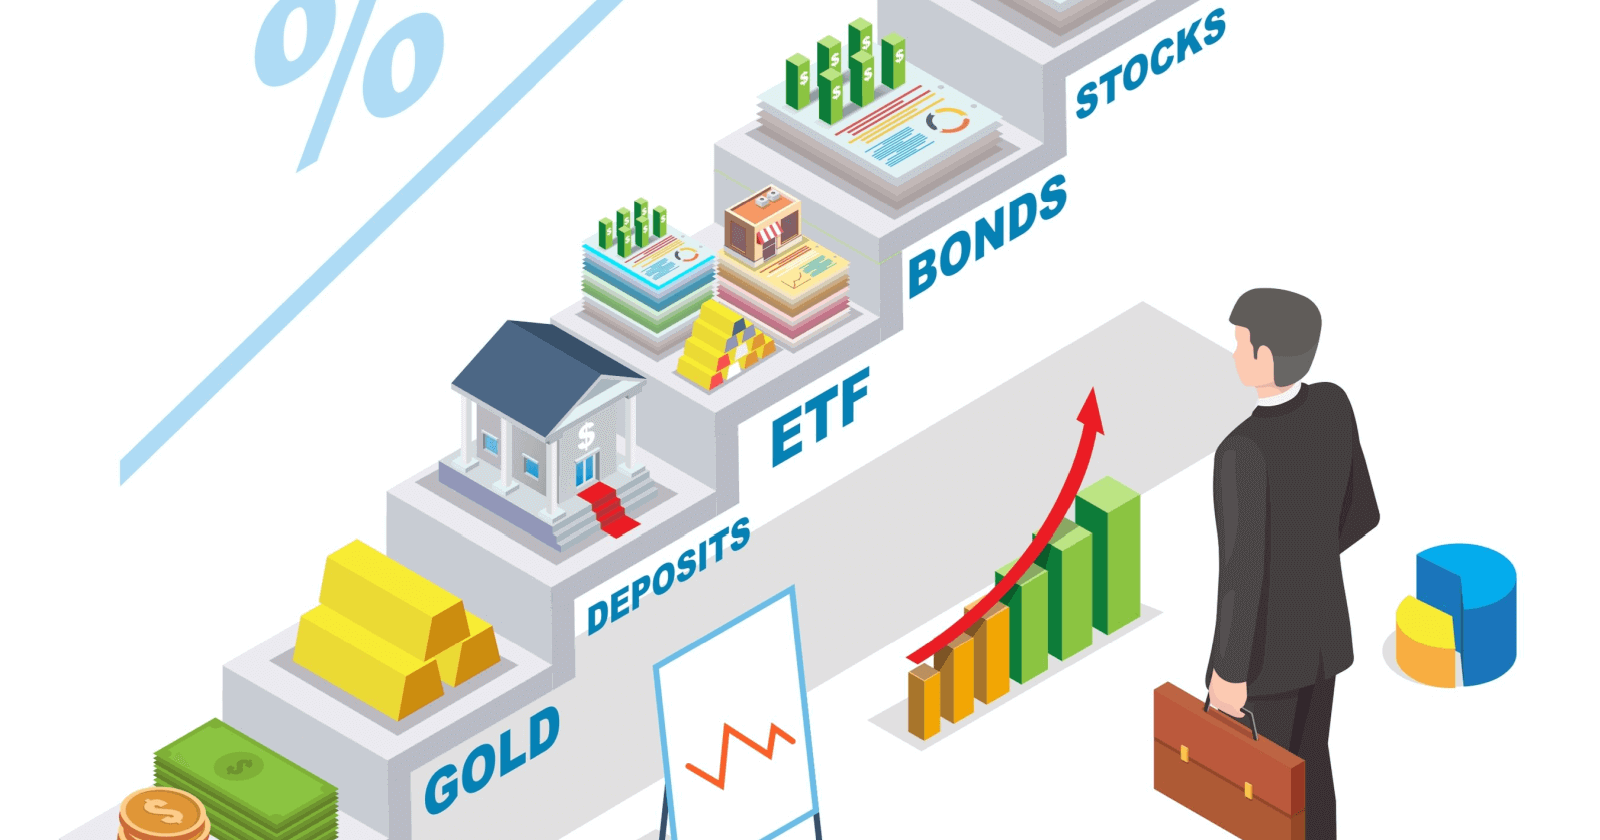 %
STOCKS
BONDS
ETF
$
DEPOSITS
GOLD
$
$